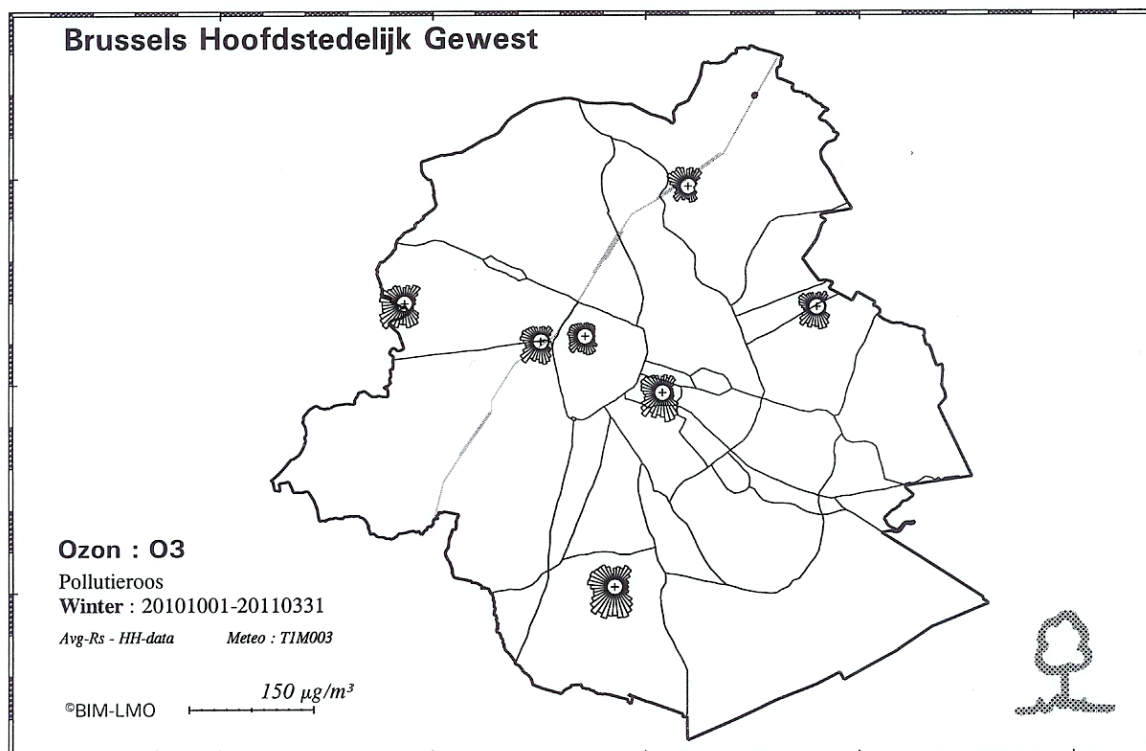 Brussels Hoofdstedelijk Gewest
Ozon : O3
Pollutieroos
Winter : 20101001-20110331
Avg-Rs - HH-data Meteo : T1M003
150 µg/m³
©BIM-LMO